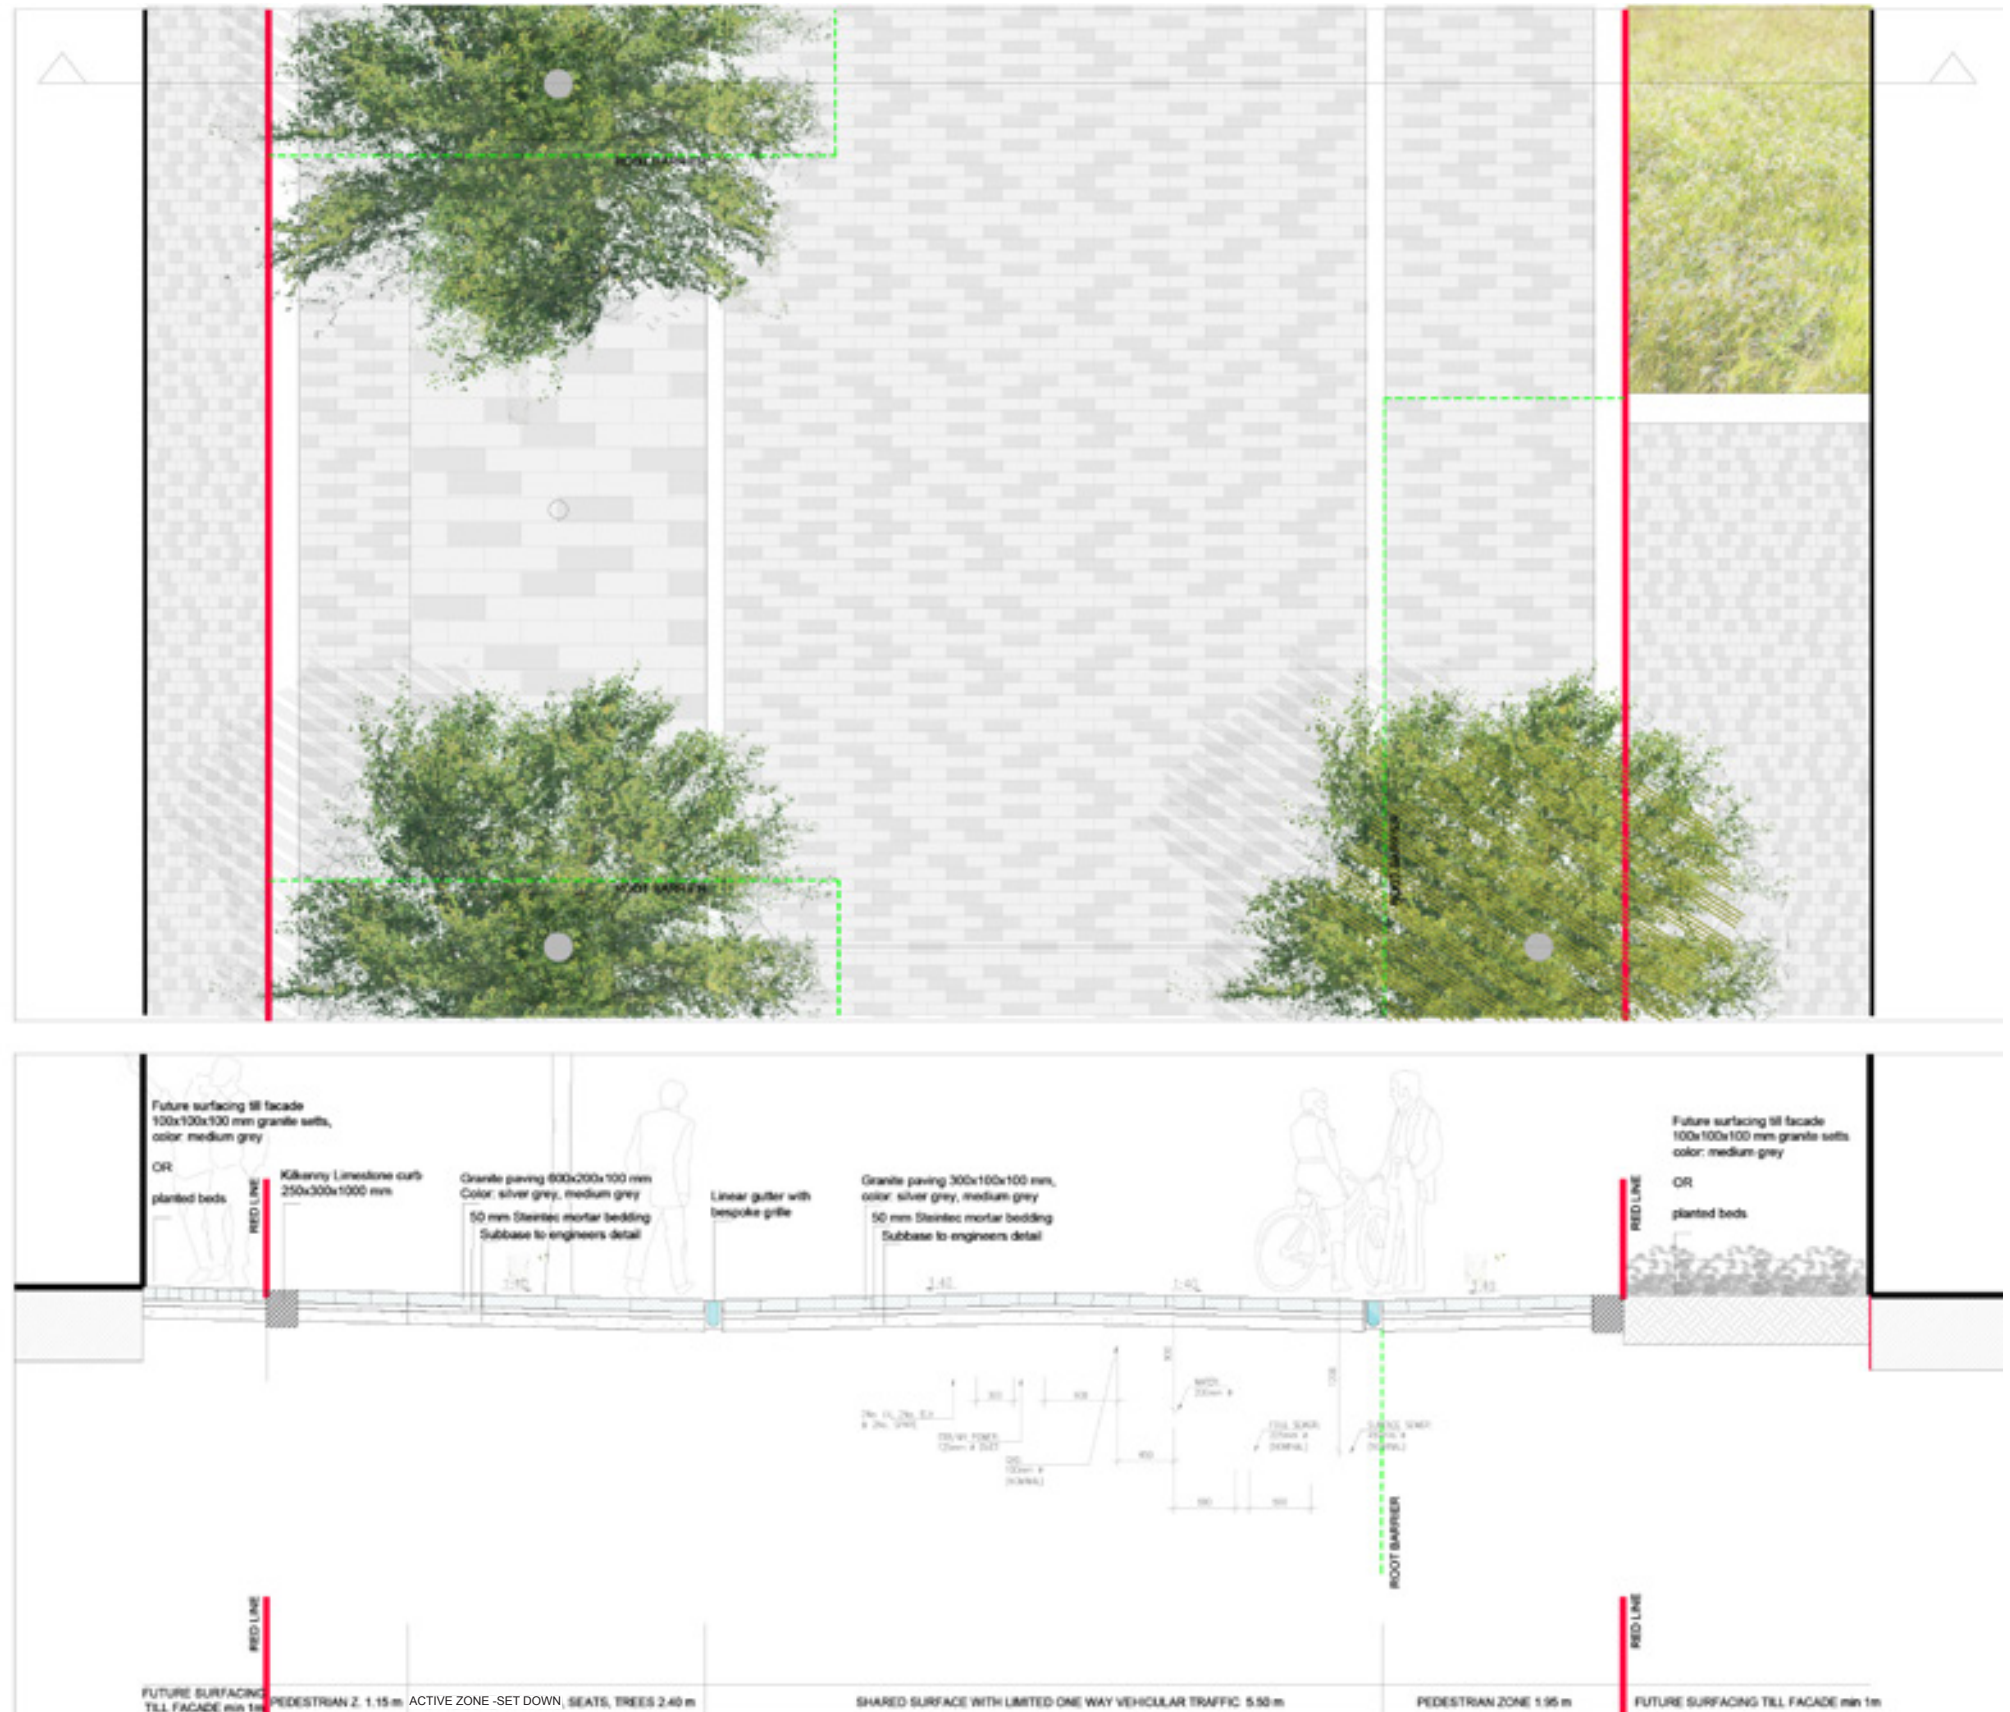 ROOT BARRIER
Future surfacing till facade
100x100x100 mm granite setts,
color: medium grey
OR
planted beds
RED LINE
Kilkenny Limestone curb
250x300x1000 mm
Granite paving 600x200x100 mm
Color: silver grey, medium grey
50 mm Steintec mortar bedding
Subbase to engineers detail
Linear gutter with
bespoke grille
Granite paving 300x100x100 mm,
color: silver grey, medium grey
50 mm Steintec mortar bedding
Subbase to engineers detail
RED LINE
Future surfacing till facade
100x100x100 mm granite setts
color: medium grey
OR
planted beds
1:40
1:40
1:40
1:40
ROOT BARRIER
RED LINE
RED LINE
FUTURE SURFACING
TILL FACADE min 1m
PEDESTRIAN Z. 1.15 m
ACTIVE ZONE -SET DOWN, SEATS, TREES 2.40 m
SHARED SURFACE WITH LIMITED ONE WAY VEHICULAR TRAFFIC 5.50 m
PEDESTRIAN ZONE 1.95 m
FUTURE SURFACING TILL FACADE min 1m